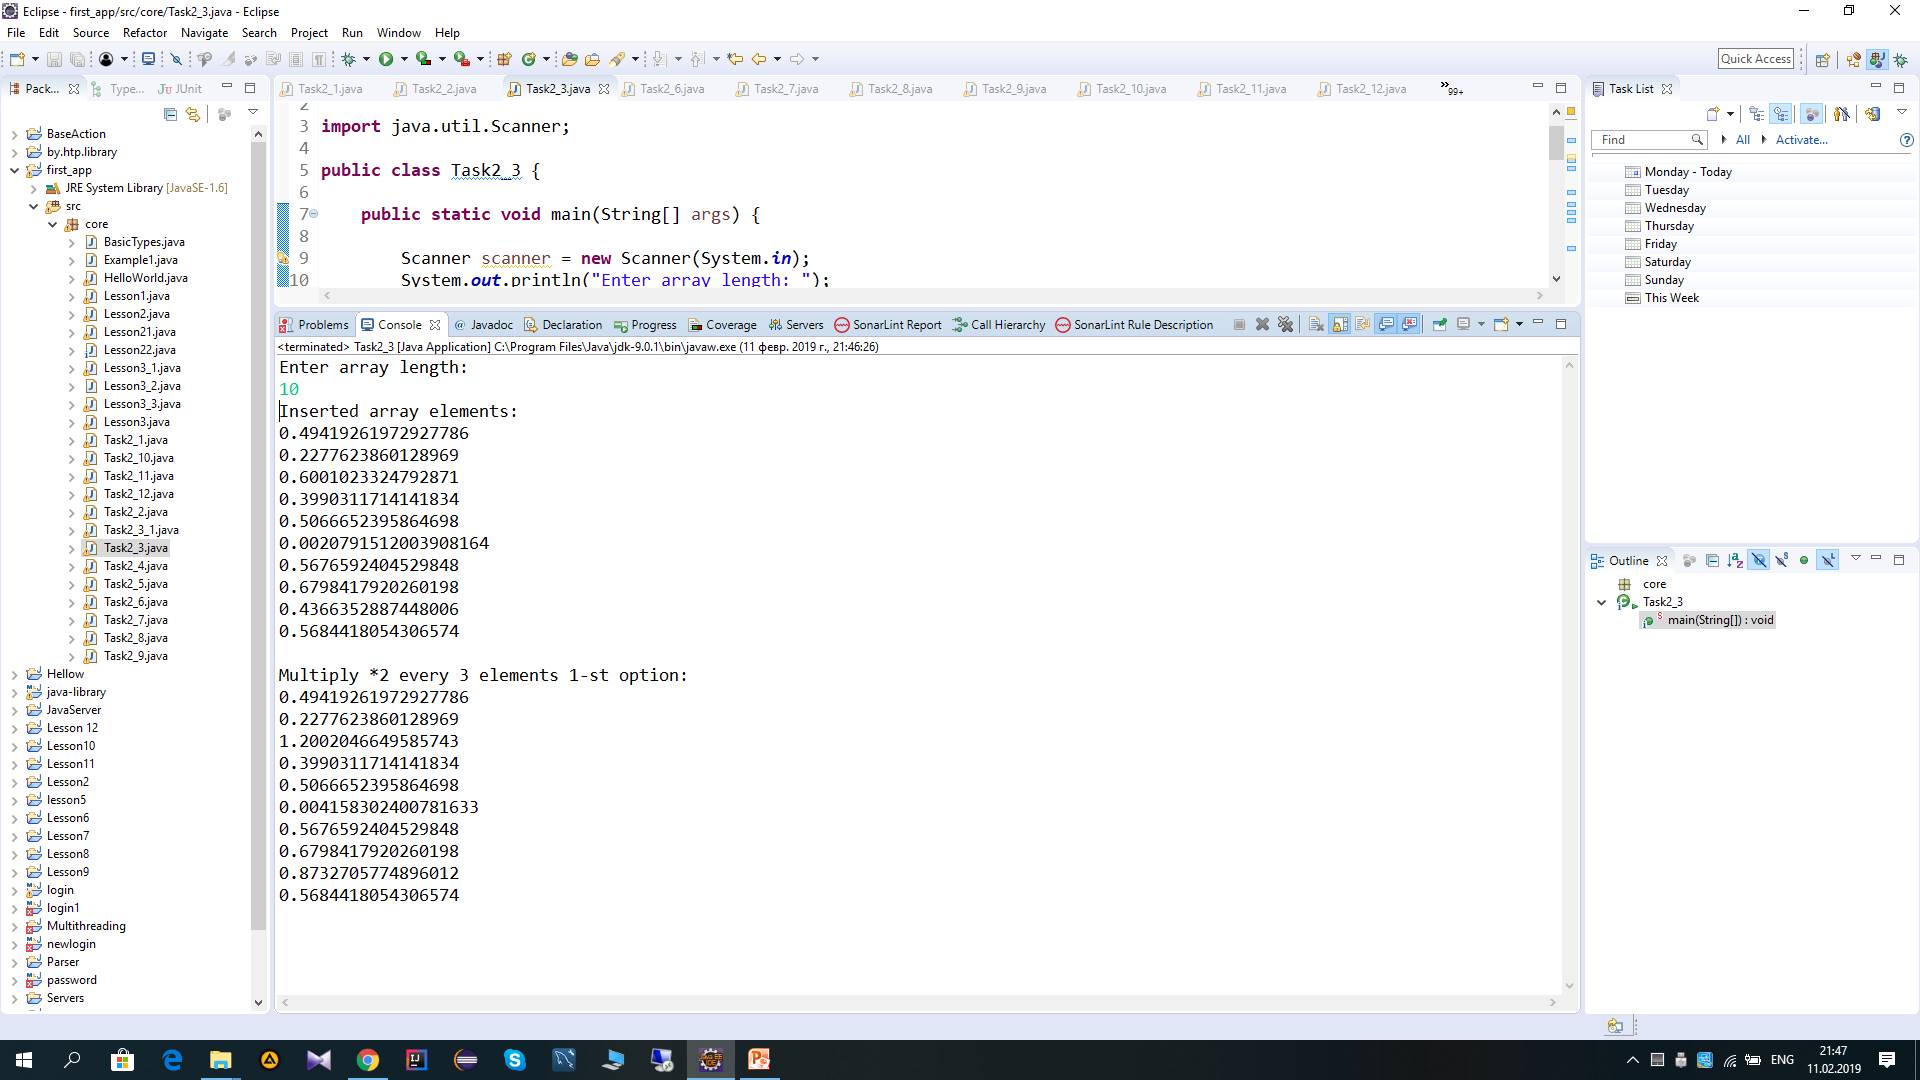 Eclipse - first_app/src/core/Task2_3.java - Eclipse
File Edit Source Refactor Navigate Search Project Run Window Help
Quick Access
Pack... Type... JUnit
BaseAction
by.htp.library
first_app
JRE System Library [JavaSE-1.6]
src
core
BasicTypes.java
Example1.java
HelloWorld.java
Lesson1.java
Lesson2.java
Lesson21.java
Lesson22.java
Lesson3_1.java
Lesson3_2.java
Lesson3_3.java
Lesson3.java
Task2_1.java
Task2_10.java
Task2_11.java
Task2_12.java
Task2_2.java
Task2_3_1.java
Task2_3.java
Task2_4.java
Task2_5.java
Task2_6.java
Task2_7.java
Task2_8.java
Task2_9.java
Hellow
java-library
JavaServer
Lesson 12
Lesson10
Lesson11
Lesson2
lesson5
Lesson6
Lesson7
Lesson8
Lesson9
login
login1
Multithreading
newlogin
Parser
password
Servers
Task2_1.java Task2_2.java Task2_3.java Task2_6.java Task2_7.java Task2_8.java Task2_9.java Task2_10.java Task2_11.java Task2_12.java »99+
2
3 import java.util.Scanner;
4
5 public class Task2_3 {
6
7 public static void main(String[] args) {
8
9 Scanner scanner = new Scanner(System.in);
10 System.out.println("Enter array length: ");
Problems Console @ Javadoc Declaration Progress Coverage Servers SonarLint Report Call Hierarchy SonarLint Rule Description
<terminated> Task2_3 [Java Application] C:\Program Files\Java\jdk-9.0.1\bin\javaw.exe (11 февр. 2019 г., 21:46:26)
Enter array length:
10
Inserted array elements:
0.49419261972927786
0.2277623860128969
0.6001023324792871
0.3990311714141834
0.5066652395864698
0.0020791512003908164
0.5676592404529848
0.6798417920260198
0.4366352887448006
0.5684418054306574
Multiply *2 every 3 elements 1-st option:
0.49419261972927786
0.2277623860128969
1.2002046649585743
0.3990311714141834
0.5066652395864698
0.004158302400781633
0.5676592404529848
0.6798417920260198
0.8732705774896012
0.5684418054306574
Task List
Find All Activate...
Monday - Today
Tuesday
Wednesday
Thursday
Friday
Saturday
Sunday
This Week
Outline
core
Task2_3
main(String[]) : void
ENG
21:47
11.02.2019